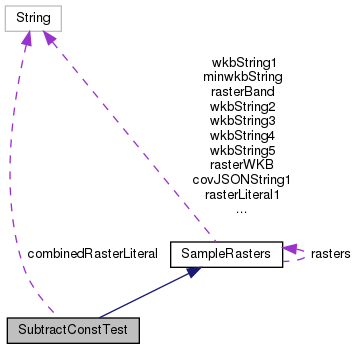 String
wkbString1
minwkbString
rasterBand
wkbString2
wkbString3
wkbString4
wkbString5
rasterWKB
covJSONString1
rasterLiteral1
...
combinedRasterLiteral
SampleRasters
rasters
SubtractConstTest